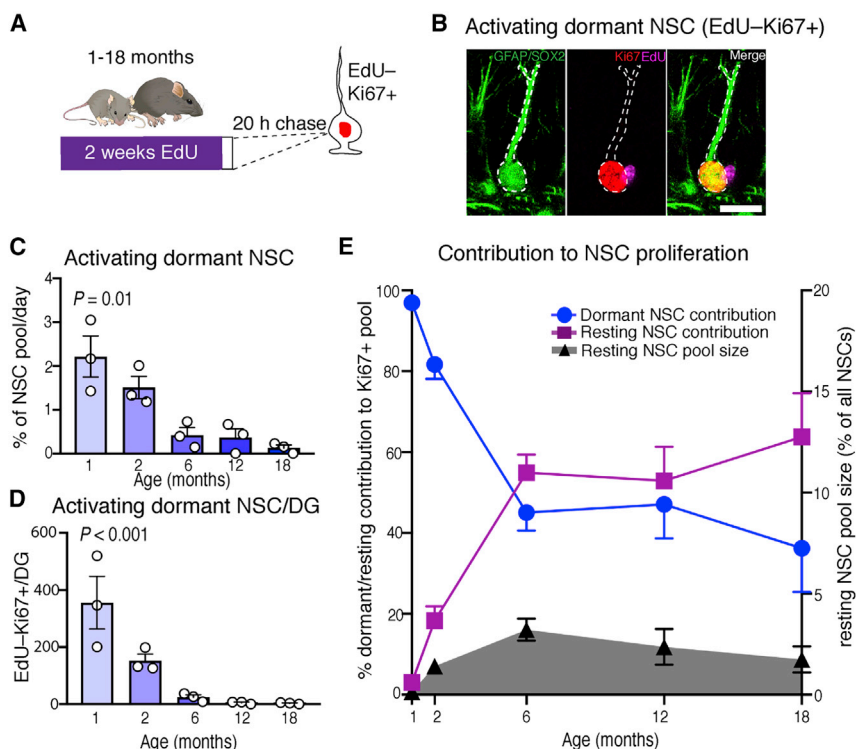 A
1-18 months
EdU–
Ki67+
20 h chase
2 weeks EdU
B
Activating dormant NSC (EdU–Ki67+)
GFAP/SOX2
Ki67EdU
Merge
C
Activating dormant NSC
% of NSC pool/day
4
3
2
1
0
P = 0.01
1 2 6 12 18
Age (months)
D
Activating dormant NSC/DG
EdU–Ki67+/DG
600
400
200
0
P < 0.001
1 2 6 12 18
Age (months)
E
Contribution to NSC proliferation
% dormant/resting contribution to Ki67+ pool
100
80
60
40
20
0
Dormant NSC contribution
Resting NSC contribution
Resting NSC pool size
20
15
10
5
0
resting NSC pool size (% of all NSCs)
1 2 6 12 18
Age (months)